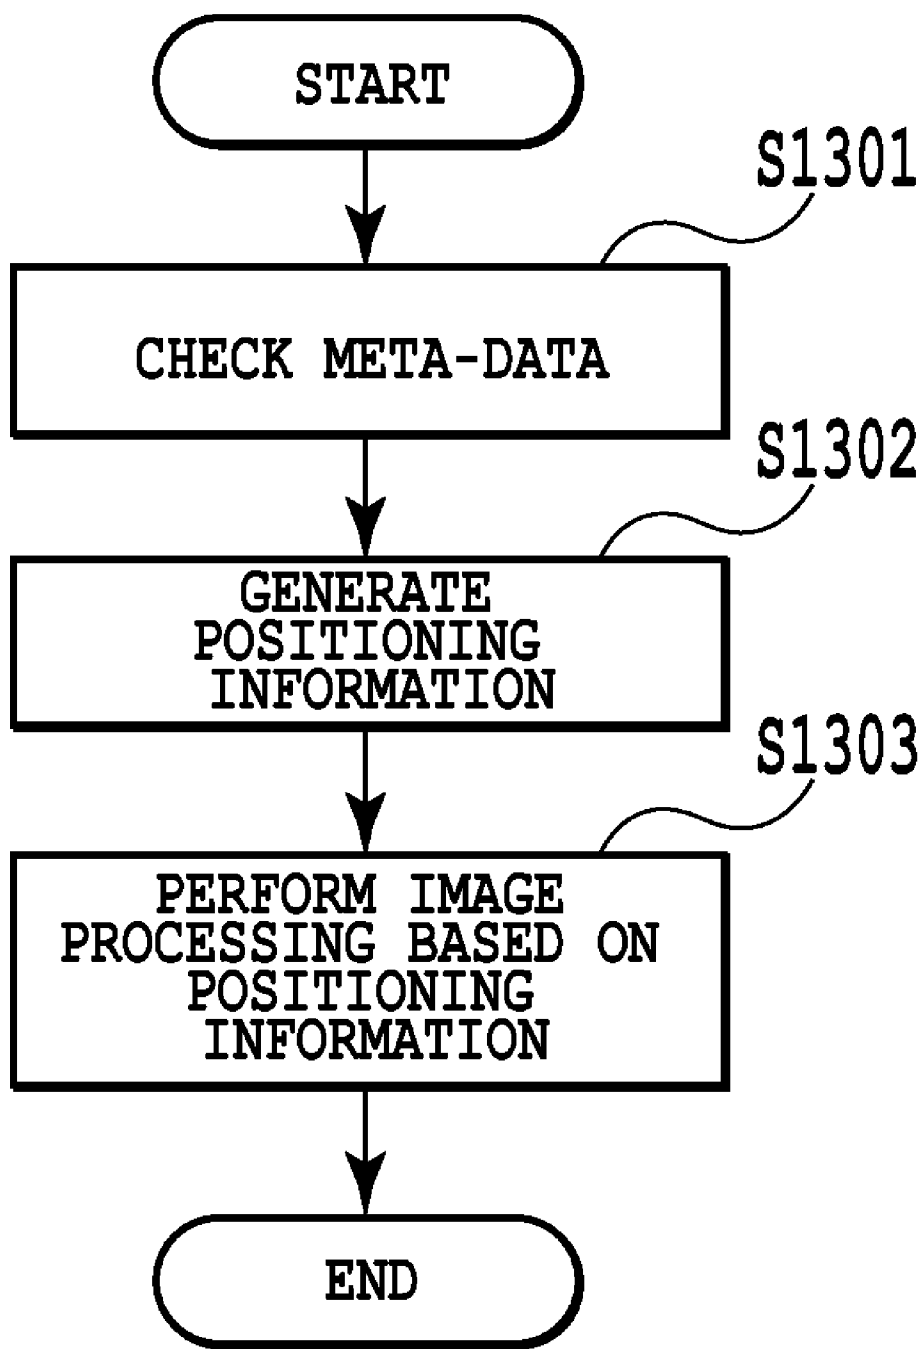 START
S1301
CHECK META-DATA
S1302
GENERATE
POSITIONING
INFORMATION
S1303
PERFORM IMAGE
PROCESSING BASED ON
POSITIONING
INFORMATION
END